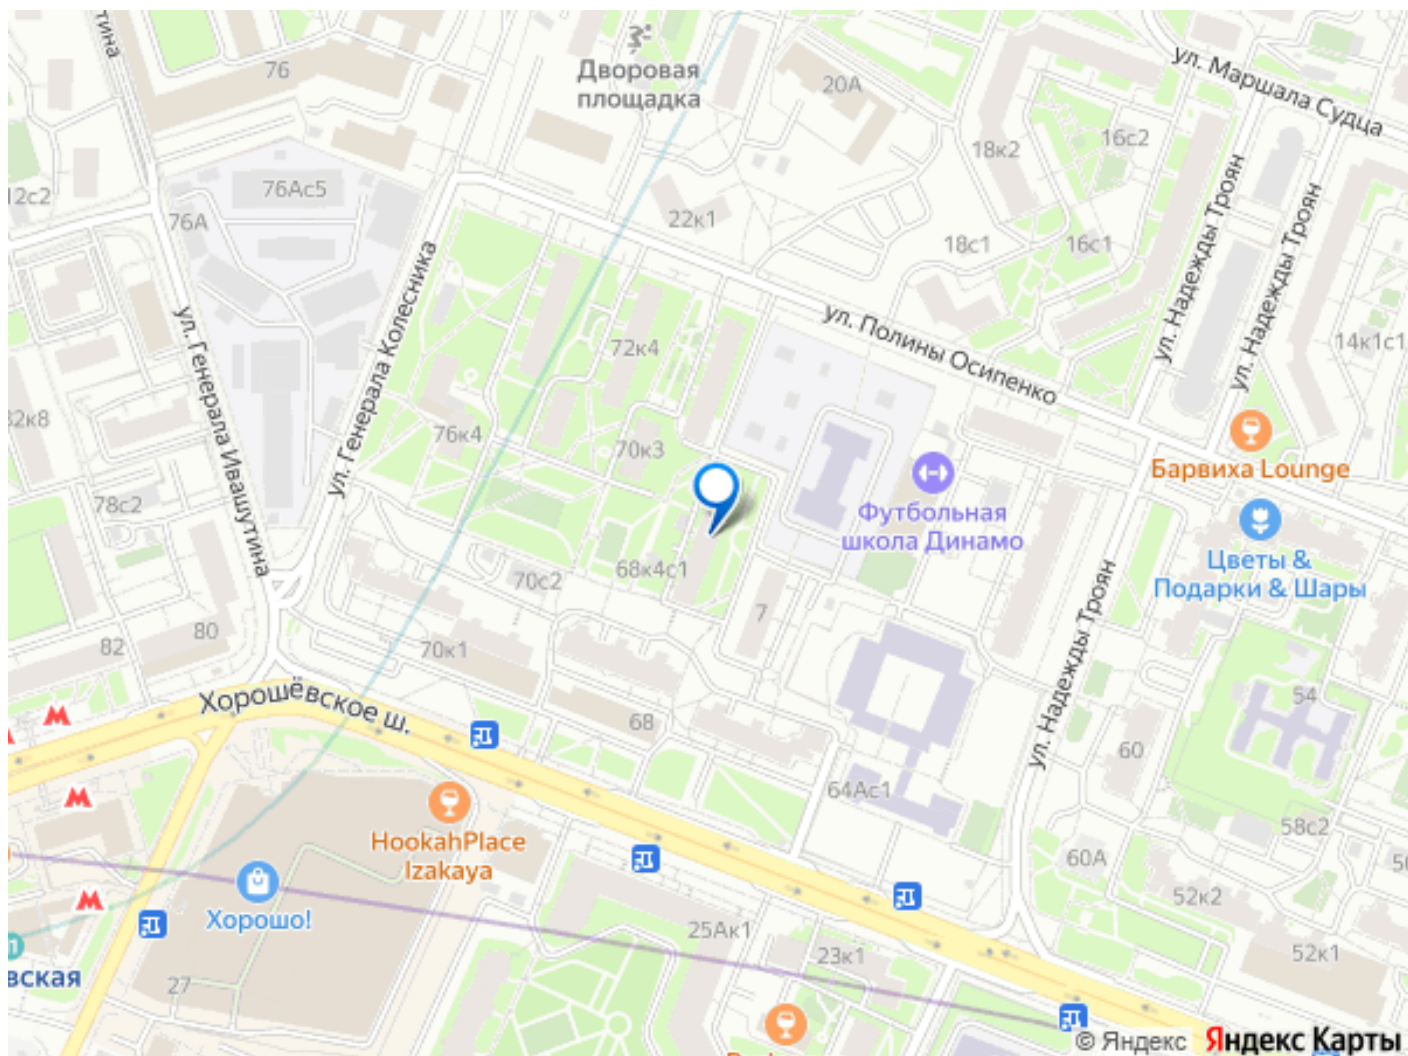 тина
76
Дворовая
площадка
20А
ул. Маршала Судца
16с2
18к2
12с2
76Ас5
76А
22к1
18с1
16с1
ул. Надежды Троян
ул. Надежды Троян
ул. Генерала Колесника
ул. Генерала Ивашутина
ул. Полины Осипенко
14к1с1
72к4
76к4
70к3
Барвиха Lounge
78с2
Футбольная
школа Динамо
Цветы &
Подарки & Шары
70с2
68к4с1
7
82
80
70к1
ул. Надежды Троян
Хорошёвское ш.
68
54
60
64Ас1
HookahPlace
Izakaya
58с2
60А
52к2
Хорошо!
25Ак1
23к1
52к1
вская
27
© Яндекс Яндекс Карты